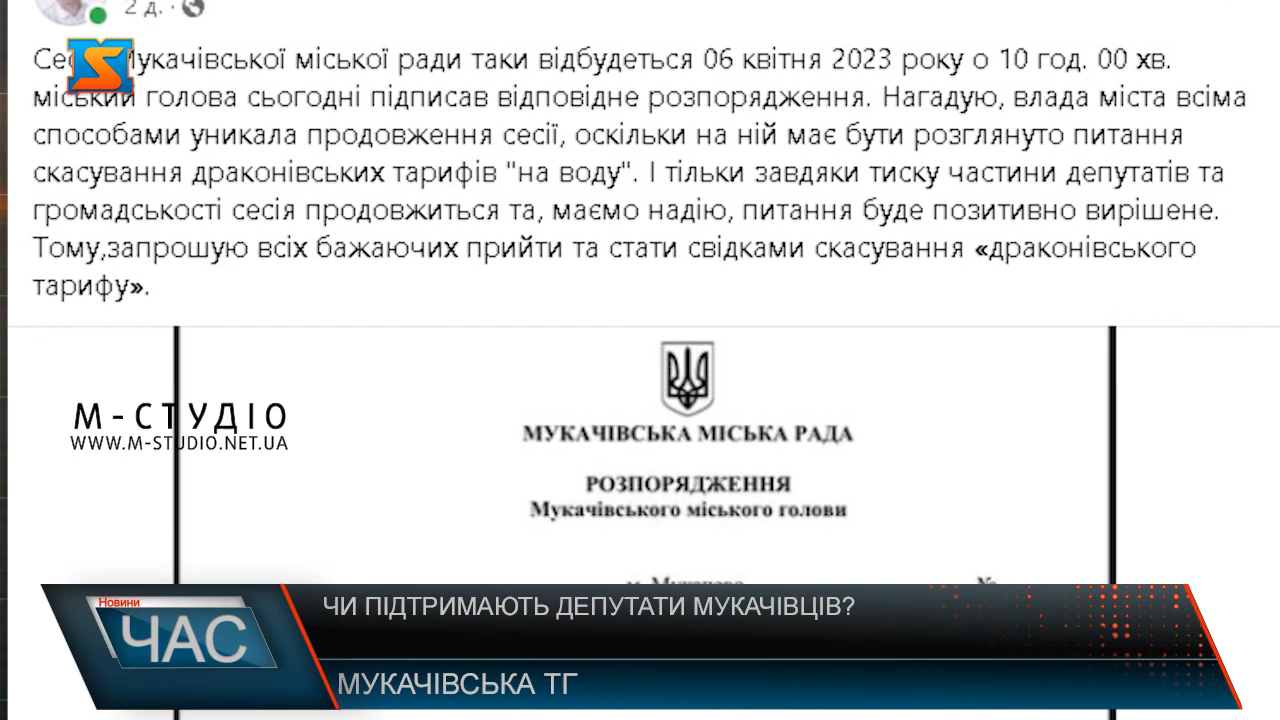 2 д. ·
Мукачівської міської ради таки відбудеться 06 квітня 2023 року о 10 год. 00 хв.
міський голова сьогодні підписав відповідне розпорядження. Нагадую, влада міста всіма
способами уникала продовження сесії, оскільки на ній має бути розглянуто питання
скасування драконівських тарифів "на воду". І тільки завдяки тиску частини депутатів та
громадськості сесія продовжиться та, маємо надію, питання буде позитивно вирішене.
Тому,запрошую всіх бажаючих прийти та стати свідками скасування «драконівського
тарифу».
М-СТУДІО
WWW.M-STUDIO.NET.UA
МУКАЧІВСЬКА МІСЬКА РАДА
РОЗПОРЯДЖЕННЯ
Мукачівського міського голови
Новини
ЧАС
ЧИ ПІДТРИМАЮТЬ ДЕПУТАТИ МУКАЧІВЦІВ?
МУКАЧІВСЬКА ТГ